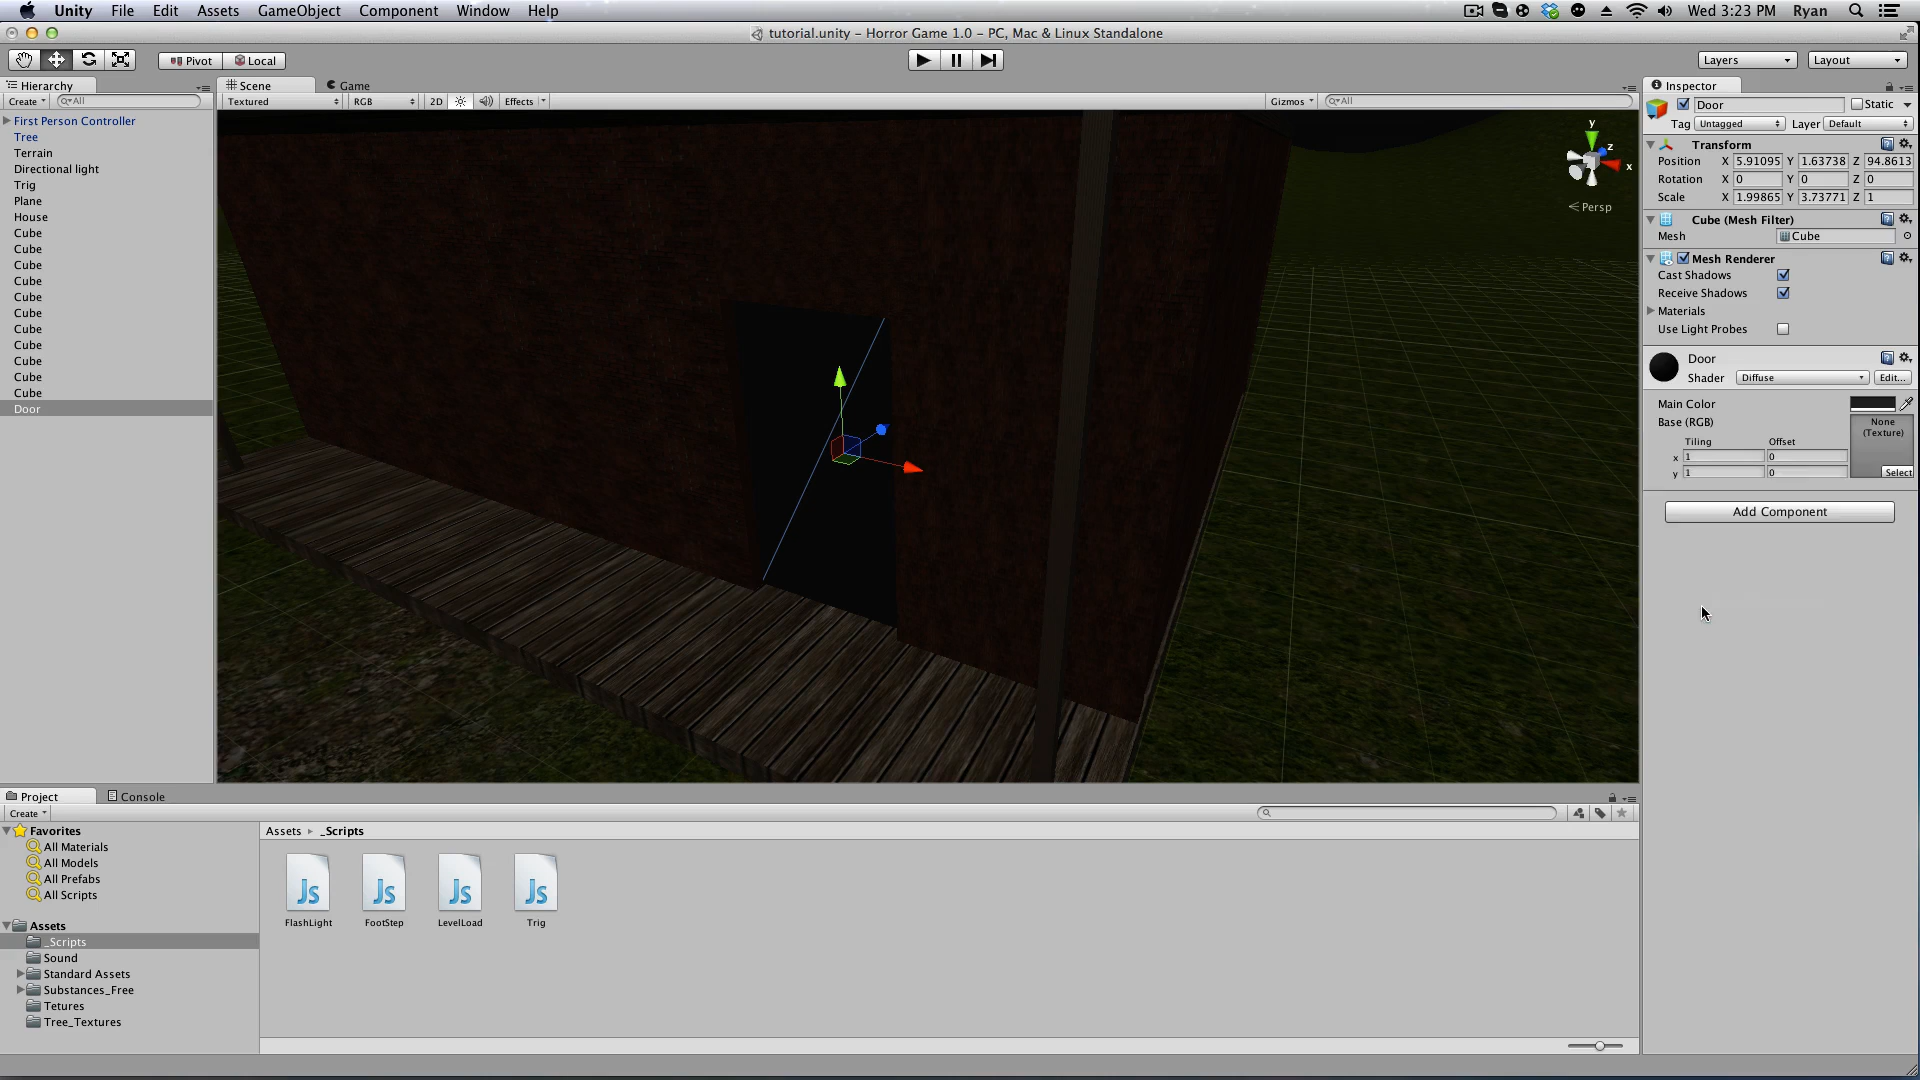 Unity File Edit Assets GameObject Component Window Help Wed 3:23 PM Ryan
tutorial.unity – Horror Game 1.0 – PC, Mac & Linux Standalone
Pivot Local Layers Layout
Hierarchy
Create All
First Person Controller
Tree
Terrain
Directional light
Trig
Plane
House
Cube
Cube
Cube
Cube
Cube
Cube
Cube
Cube
Cube
Cube
Cube
Door
Scene Game
Textured RGB 2D Effects Gizmos All
y
z
x
Persp
Inspector
Door Static
Tag Untagged Layer Default
Transform
Position X 5.91095 Y 1.63738 Z 94.8613
Rotation X 0 Y 0 Z 0
Scale X 1.99865 Y 3.73771 Z 1
Cube (Mesh Filter)
Mesh Cube
Mesh Renderer
Cast Shadows
Receive Shadows
Materials
Use Light Probes
Door
Shader Diffuse Edit...
Main Color
Base (RGB) None
(Texture)
Tiling Offset
x 1 0
y 1 0
Select
Add Component
Project Console
Create
Favorites
All Materials
All Models
All Prefabs
All Scripts
Assets
_Scripts
Sound
Standard Assets
Substances_Free
Tetures
Tree_Textures
Assets _Scripts
Js Js Js Js
FlashLight FootStep LevelLoad Trig